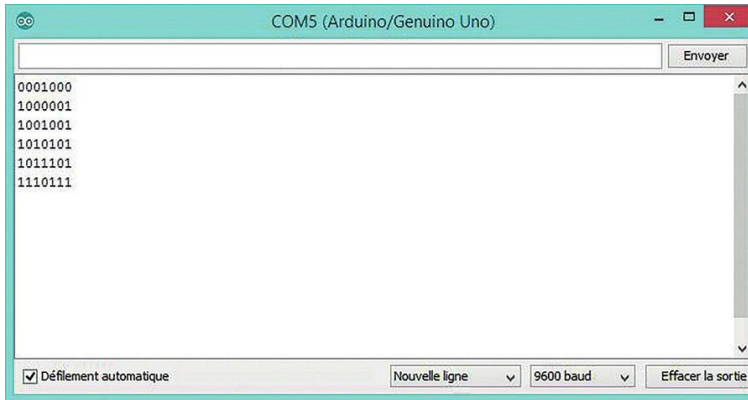 COM5 (Arduino/Genuino Uno)
Envoyer
0001000
1000001
1001001
1010101
1011101
1110111
Défilement automatique
Nouvelle ligne
9600 baud
Effacer la sortie